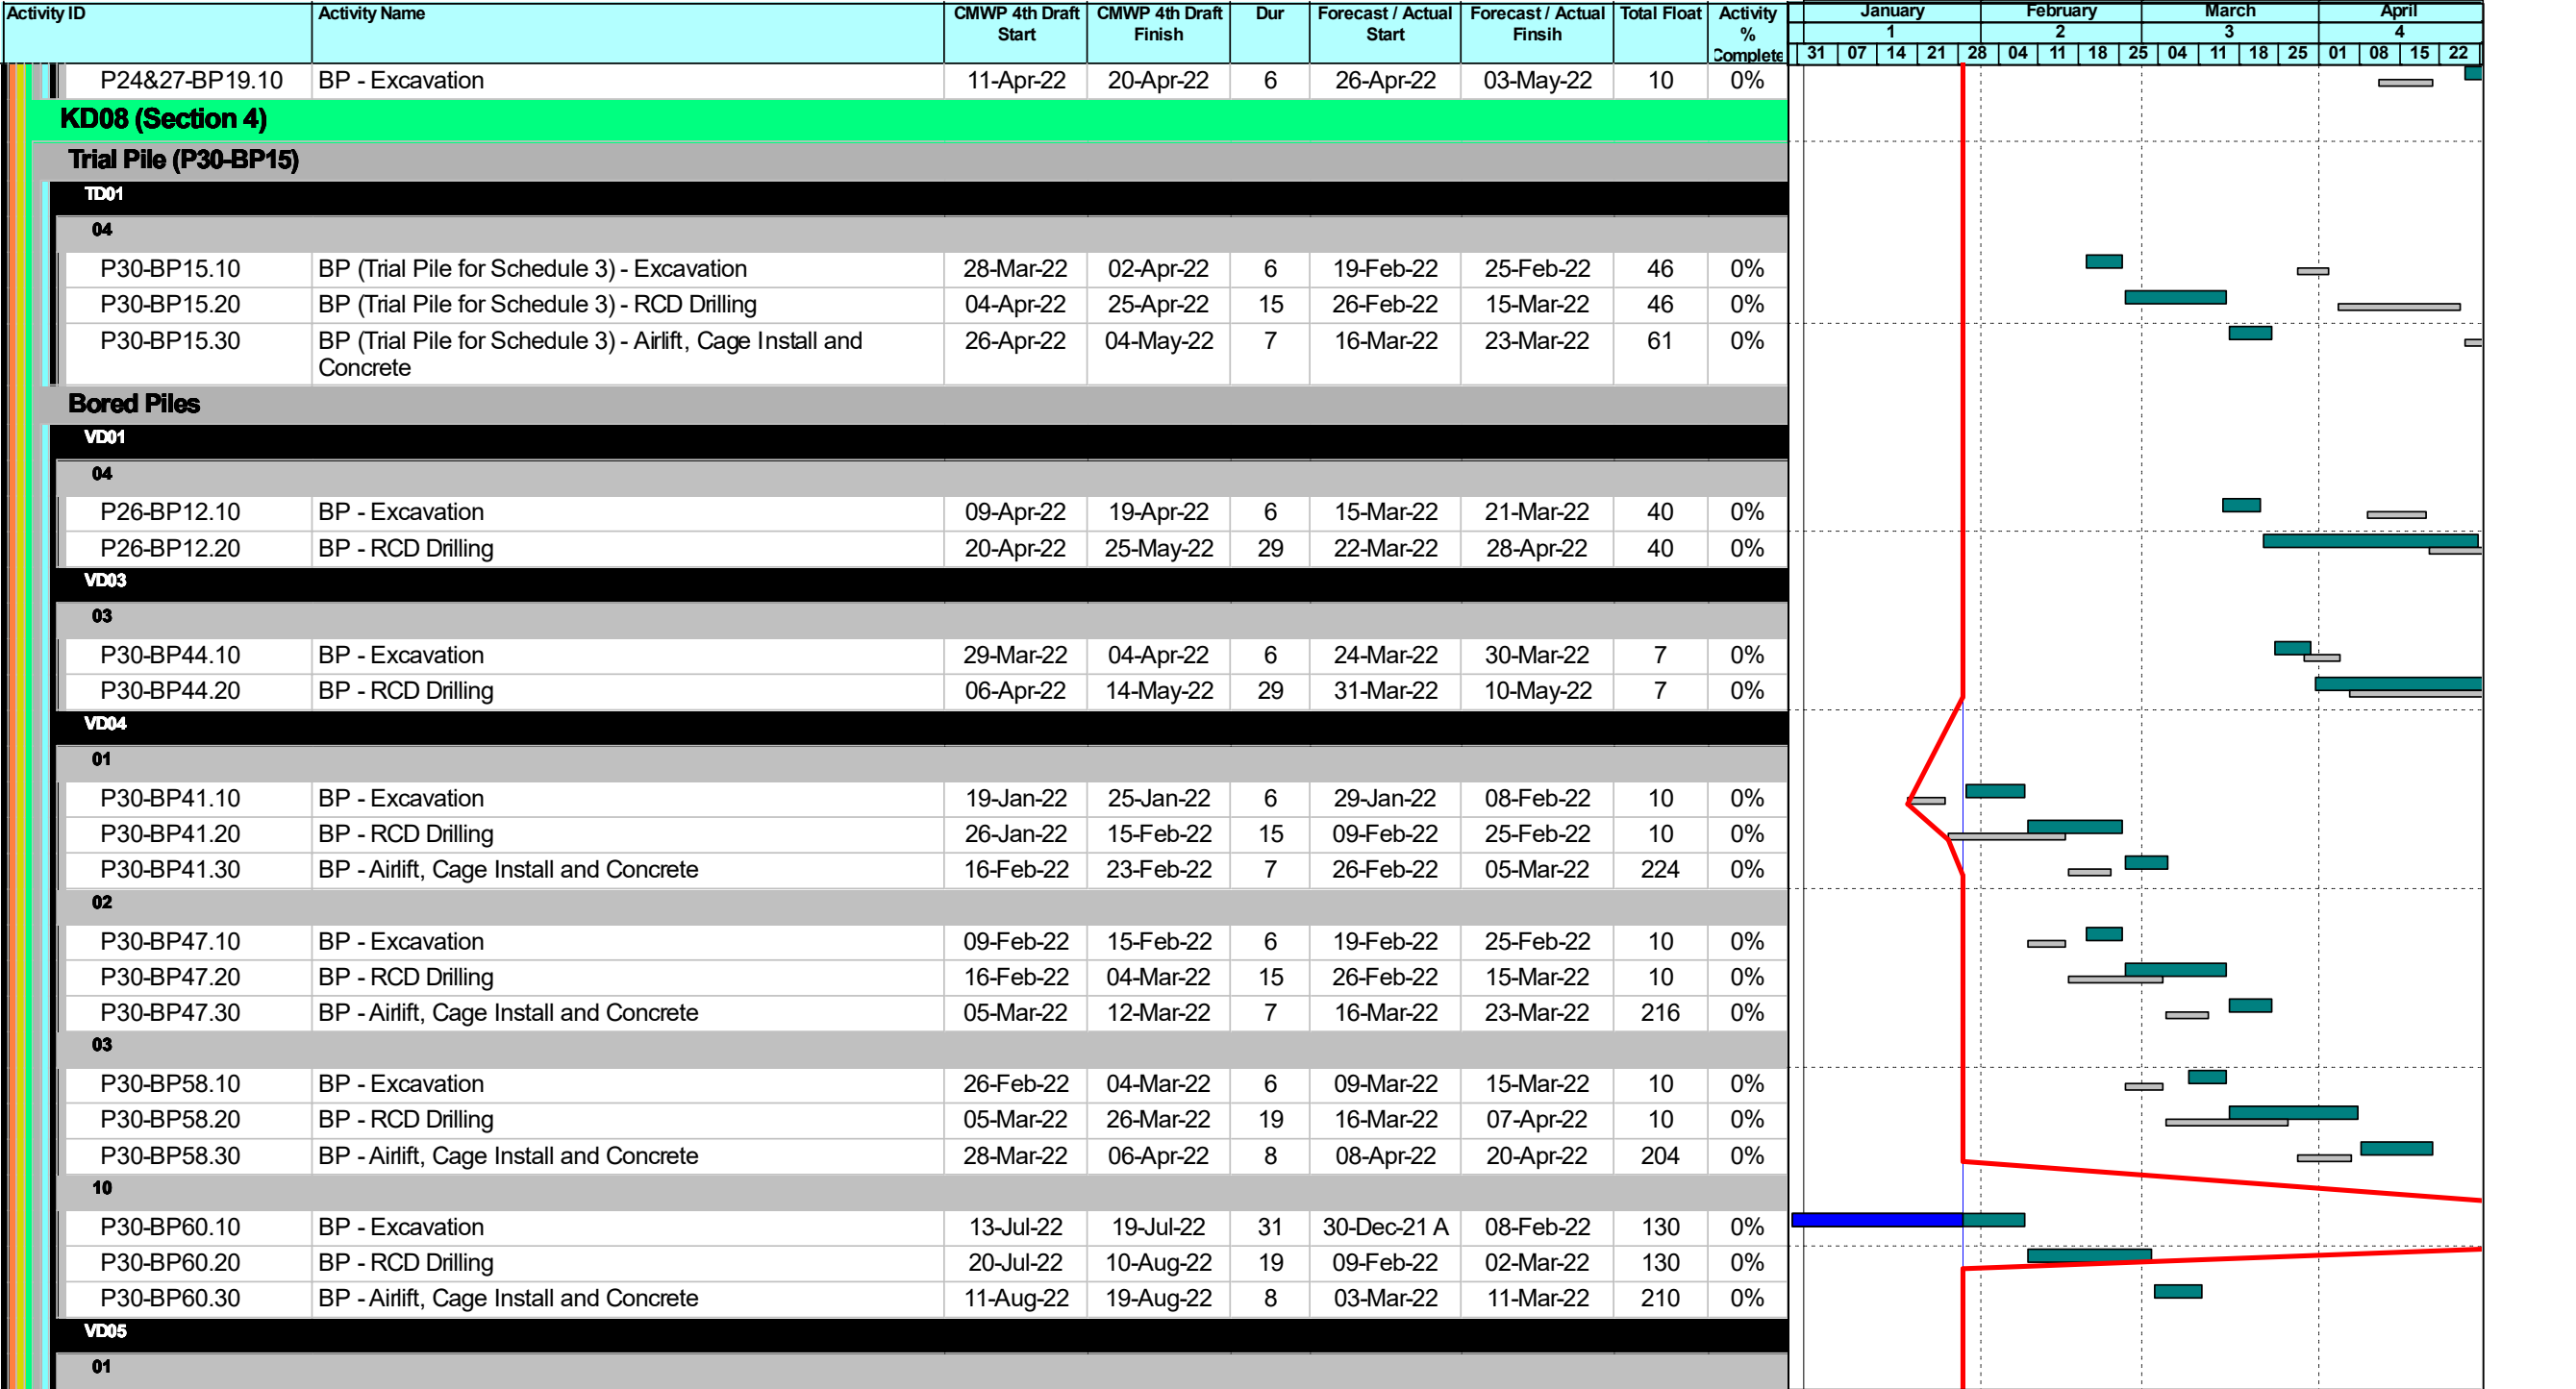 Activity ID Activity Name CMWP 4th Draft CMWP 4th Draft Dur Forecast / Actual Forecast / Actual Total Float Activity January February March April
Start Finish Start Finsih % 1 2 3 4
Complete 31 07 14 21 28 04 11 18 25 04 11 18 25 01 08 15 22
P24&27-BP19.10 BP - Excavation 11-Apr-22 20-Apr-22 6 26-Apr-22 03-May-22 10 0%
KD08 (Section 4)
Trial Pile (P30-BP15)
TD01
04
P30-BP15.10 BP (Trial Pile for Schedule 3) - Excavation 28-Mar-22 02-Apr-22 6 19-Feb-22 25-Feb-22 46 0%
P30-BP15.20 BP (Trial Pile for Schedule 3) - RCD Drilling 04-Apr-22 25-Apr-22 15 26-Feb-22 15-Mar-22 46 0%
P30-BP15.30 BP (Trial Pile for Schedule 3) - Airlift, Cage Install and 26-Apr-22 04-May-22 7 16-Mar-22 23-Mar-22 61 0%
Concrete
Bored Piles
VD01
04
P26-BP12.10 BP - Excavation 09-Apr-22 19-Apr-22 6 15-Mar-22 21-Mar-22 40 0%
P26-BP12.20 BP - RCD Drilling 20-Apr-22 25-May-22 29 22-Mar-22 28-Apr-22 40 0%
VD03
03
P30-BP44.10 BP - Excavation 29-Mar-22 04-Apr-22 6 24-Mar-22 30-Mar-22 7 0%
P30-BP44.20 BP - RCD Drilling 06-Apr-22 14-May-22 29 31-Mar-22 10-May-22 7 0%
VD04
01
P30-BP41.10 BP - Excavation 19-Jan-22 25-Jan-22 6 29-Jan-22 08-Feb-22 10 0%
P30-BP41.20 BP - RCD Drilling 26-Jan-22 15-Feb-22 15 09-Feb-22 25-Feb-22 10 0%
P30-BP41.30 BP - Airlift, Cage Install and Concrete 16-Feb-22 23-Feb-22 7 26-Feb-22 05-Mar-22 224 0%
02
P30-BP47.10 BP - Excavation 09-Feb-22 15-Feb-22 6 19-Feb-22 25-Feb-22 10 0%
P30-BP47.20 BP - RCD Drilling 16-Feb-22 04-Mar-22 15 26-Feb-22 15-Mar-22 10 0%
P30-BP47.30 BP - Airlift, Cage Install and Concrete 05-Mar-22 12-Mar-22 7 16-Mar-22 23-Mar-22 216 0%
03
P30-BP58.10 BP - Excavation 26-Feb-22 04-Mar-22 6 09-Mar-22 15-Mar-22 10 0%
P30-BP58.20 BP - RCD Drilling 05-Mar-22 26-Mar-22 19 16-Mar-22 07-Apr-22 10 0%
P30-BP58.30 BP - Airlift, Cage Install and Concrete 28-Mar-22 06-Apr-22 8 08-Apr-22 20-Apr-22 204 0%
10
P30-BP60.10 BP - Excavation 13-Jul-22 19-Jul-22 31 30-Dec-21 A 08-Feb-22 130 0%
P30-BP60.20 BP - RCD Drilling 20-Jul-22 10-Aug-22 19 09-Feb-22 02-Mar-22 130 0%
P30-BP60.30 BP - Airlift, Cage Install and Concrete 11-Aug-22 19-Aug-22 8 03-Mar-22 11-Mar-22 210 0%
VD05
01